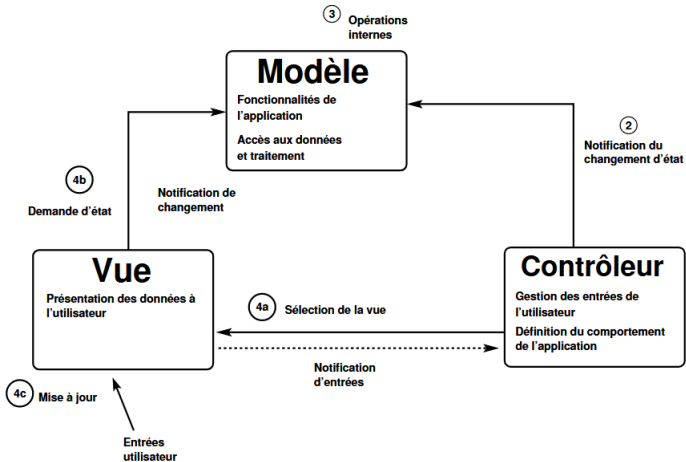 3
Opérations
internes
Modèle
Fonctionnalités de
l'application
Accès aux données
et traitement
2
Notification du
changement d'état
4b
Demande d'état
Notification de
changement
Vue
Présentation des données à
l'utilisateur
Contrôleur
Gestion des entrées de
l'utilisateur
Définition du comportement
de l'application
4a
Sélection de la vue
Notification
d'entrées
4c
Mise à jour
Entrées
utilisateur